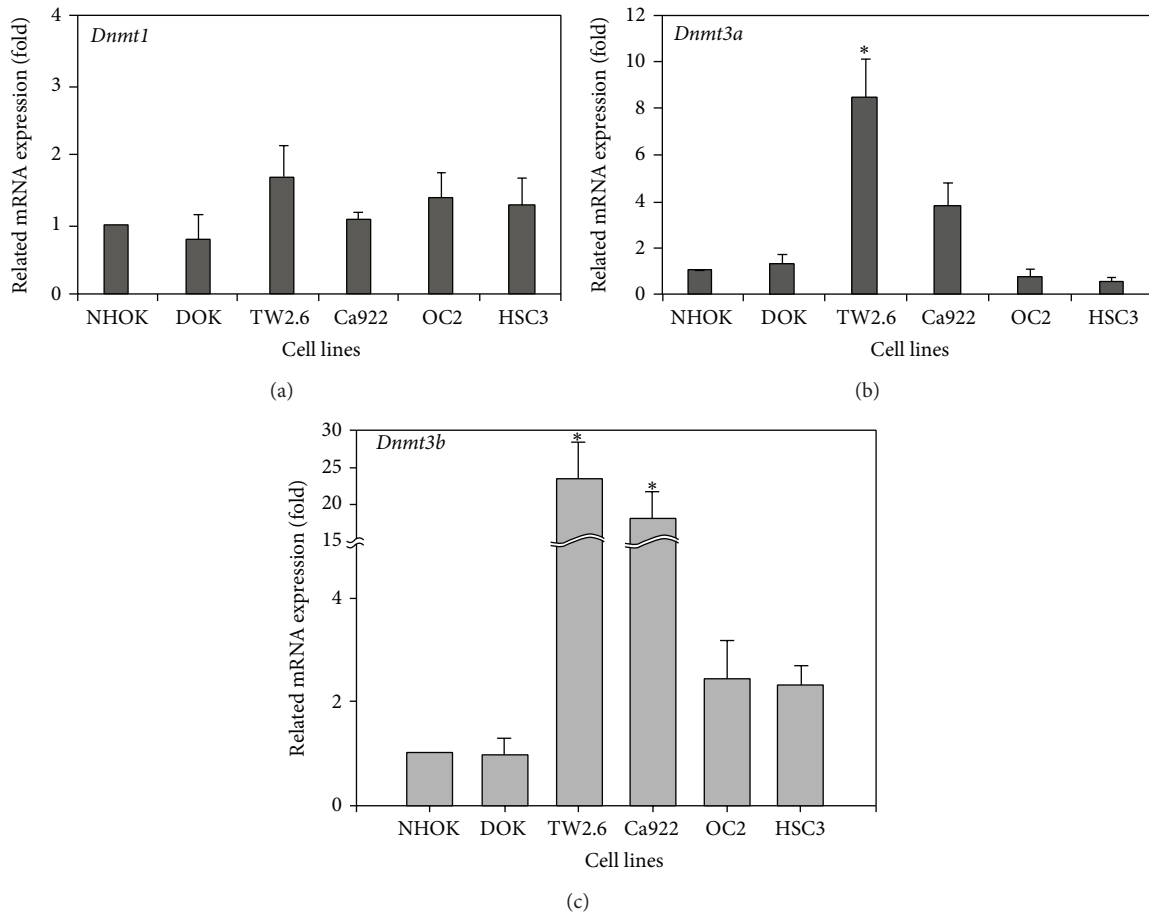 Dnmt1
Related mRNA expression (fold)
4
3
2
1
0
NHOK DOK TW2.6 Ca922 OC2 HSC3
Cell lines
(a)
Dnmt3a
Related mRNA expression (fold)
12
10
8
6
4
2
0
*
NHOK DOK TW2.6 Ca922 OC2 HSC3
Cell lines
(b)
Dnmt3b
Related mRNA expression (fold)
30
25
20
15
4
2
0
*
*
NHOK DOK TW2.6 Ca922 OC2 HSC3
Cell lines
(c)